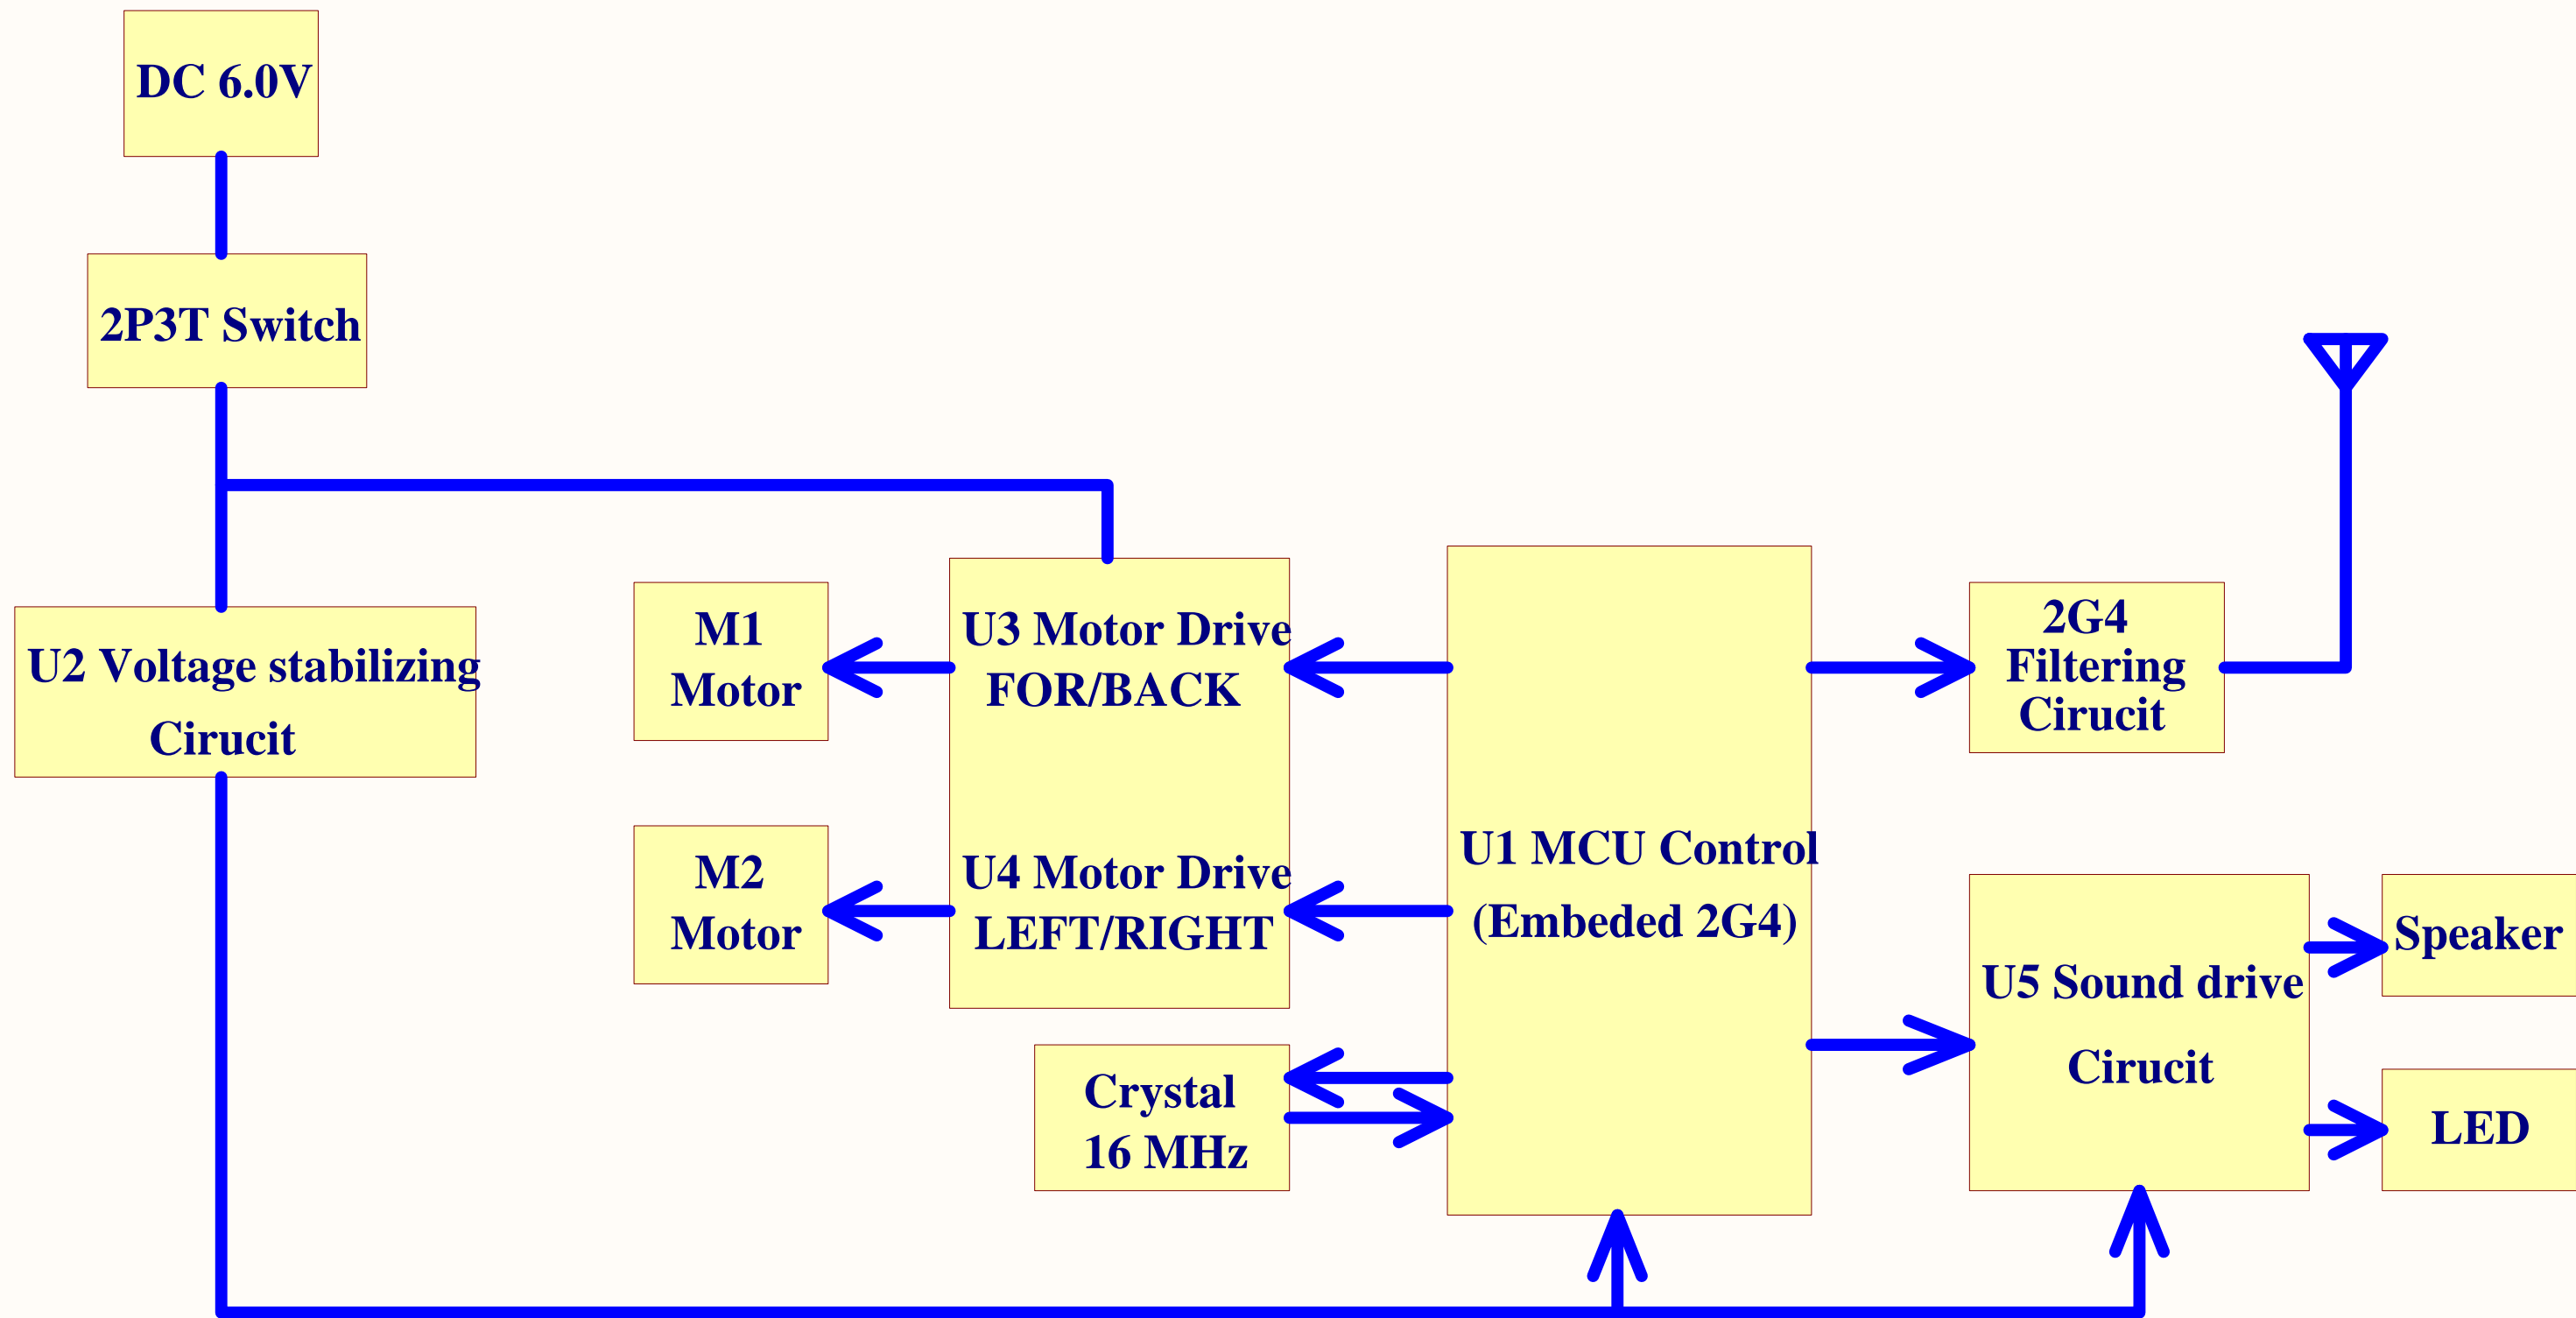 DC 6.0V
2P3T Switch
U2 Voltage stabilizing
Cirucit
M1
Motor
M2
Motor
U3 Motor Drive
FOR/BACK
U4 Motor Drive
LEFT/RIGHT
Crystal
16 MHz
U1 MCU Control
(Embeded 2G4)
2G4
Filtering
Cirucit
U5 Sound drive
Cirucit
Speaker
LED